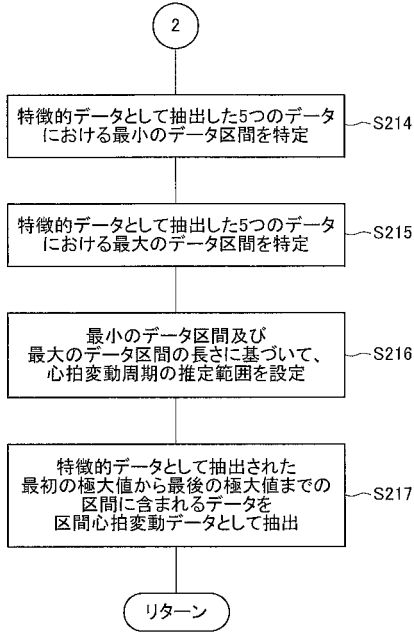 2
特徴的データとして抽出した5つのデータ
における最小のデータ区間を特定
S214
特徴的データとして抽出した5つのデータ
における最大のデータ区間を特定
S215
最小のデータ区間及び
最大のデータ区間の長さに基づいて、
心拍変動周期の推定範囲を設定
S216
特徴的データとして抽出された
最初の極大値から最後の極大値までの
区間に含まれるデータを
区間心拍変動データとして抽出
S217
リターン